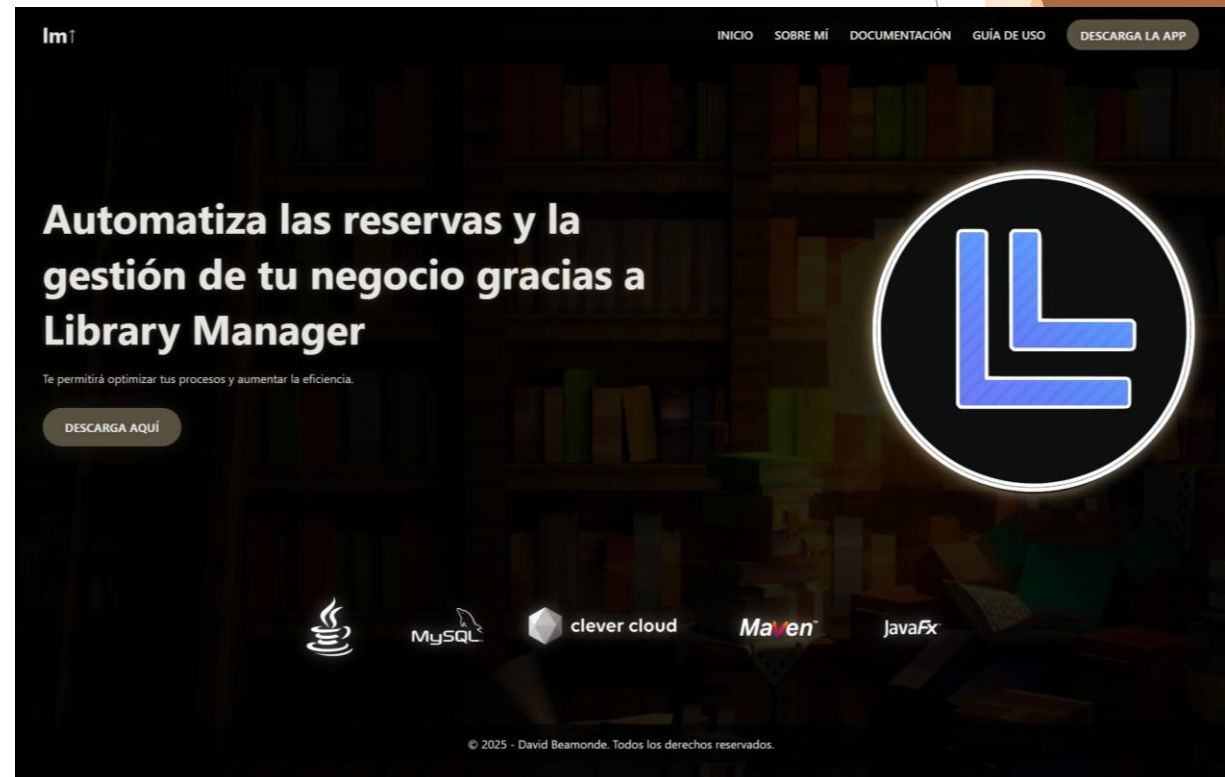 lm↑
INICIO SOBRE MÍ DOCUMENTACIÓN GUÍA DE USO DESCARGA LA APP
Automatiza las reservas y la
gestión de tu negocio gracias a
Library Manager
Te permitirá optimizar tus procesos y aumentar la eficiencia.
DESCARGA AQUÍ
MySQL clever cloud Maven™ JavaFx
© 2025 - David Beamonde. Todos los derechos reservados.